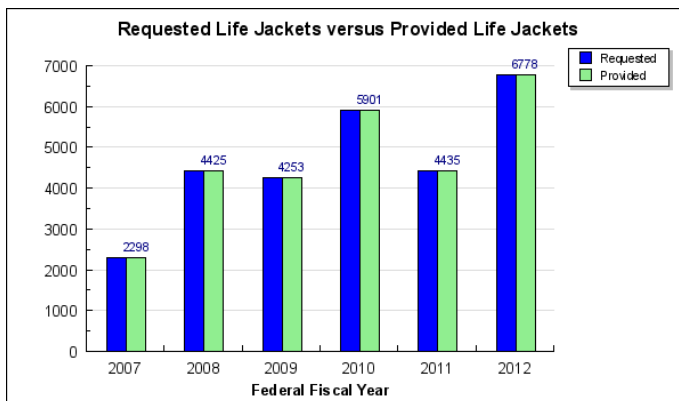 Requested Life Jackets versus Provided Life Jackets
Requested
Provided
7000
6000
5000
4000
3000
2000
1000
0
2298
4425
4253
5901
4435
6778
2007 2008 2009 2010 2011 2012
Federal Fiscal Year